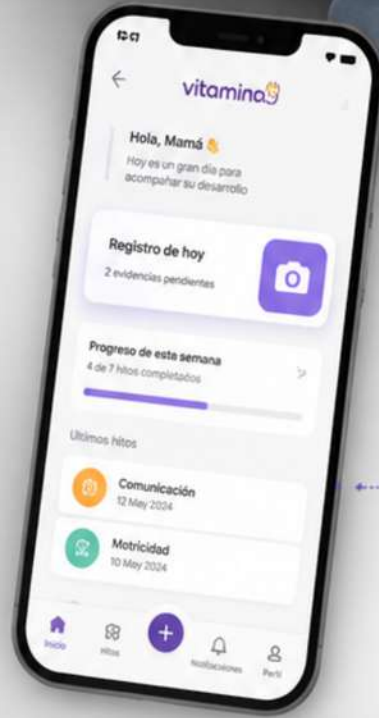 vitamina
Hola, Mamá
Hoy es un gran día para
acompañar su desarrollo
Registro de hoy
2 evidencias pendientes
Progreso de esta semana
4 de 7 hitos completados
Ultimos hitos
Comunicación
12 May 2024
Motricidad
10 May 2024
Inicio
Hitos
Notificaciones
Perfil